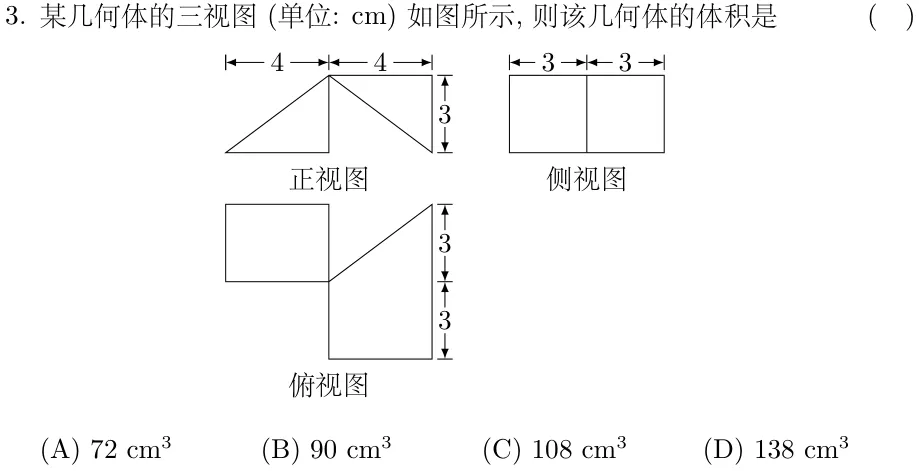 3. 某几何体的三视图 (单位: cm) 如图所示, 则该几何体的体积是 ( )
4 4 3 3
3
正视图 侧视图
3
3
俯视图
(A) 72 cm³ (B) 90 cm³ (C) 108 cm³ (D) 138 cm³